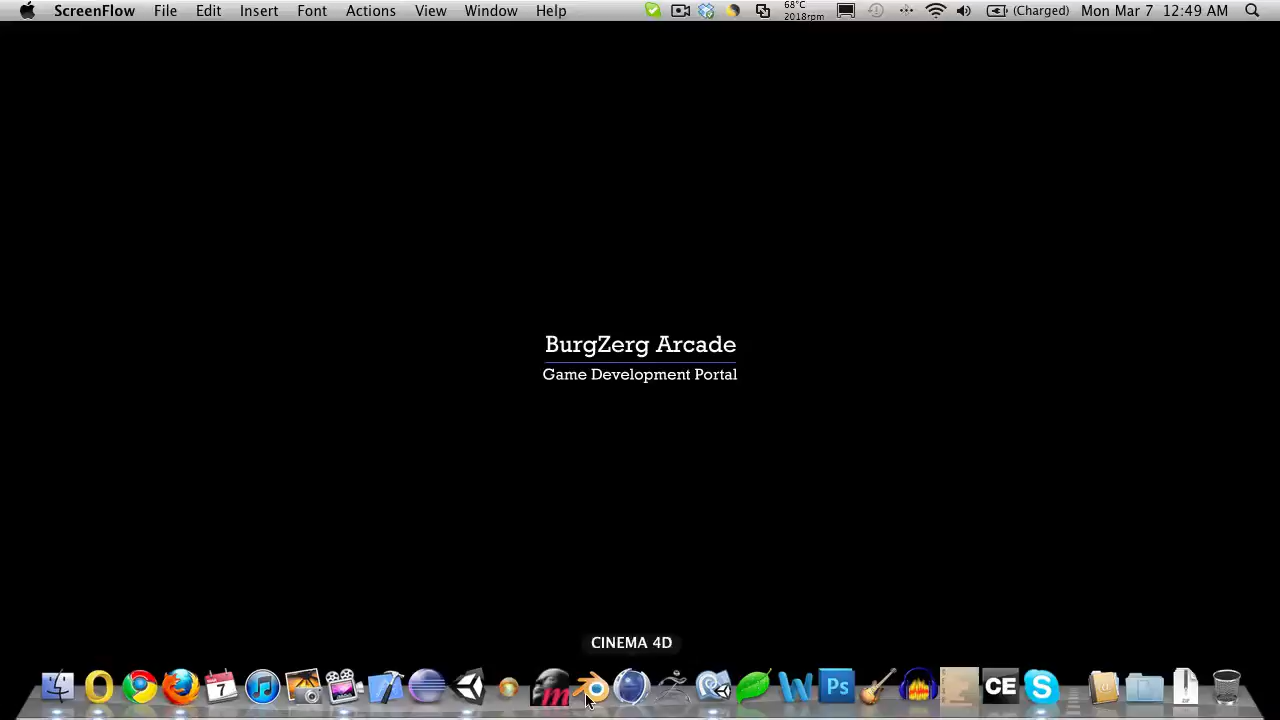 ScreenFlow File Edit Insert Font Actions View Window Help 68°C 2018rpm (Charged) Mon Mar 7 12:49 AM
BurgZerg Arcade
Game Development Portal
CINEMA 4D
7 m W Ps CE S